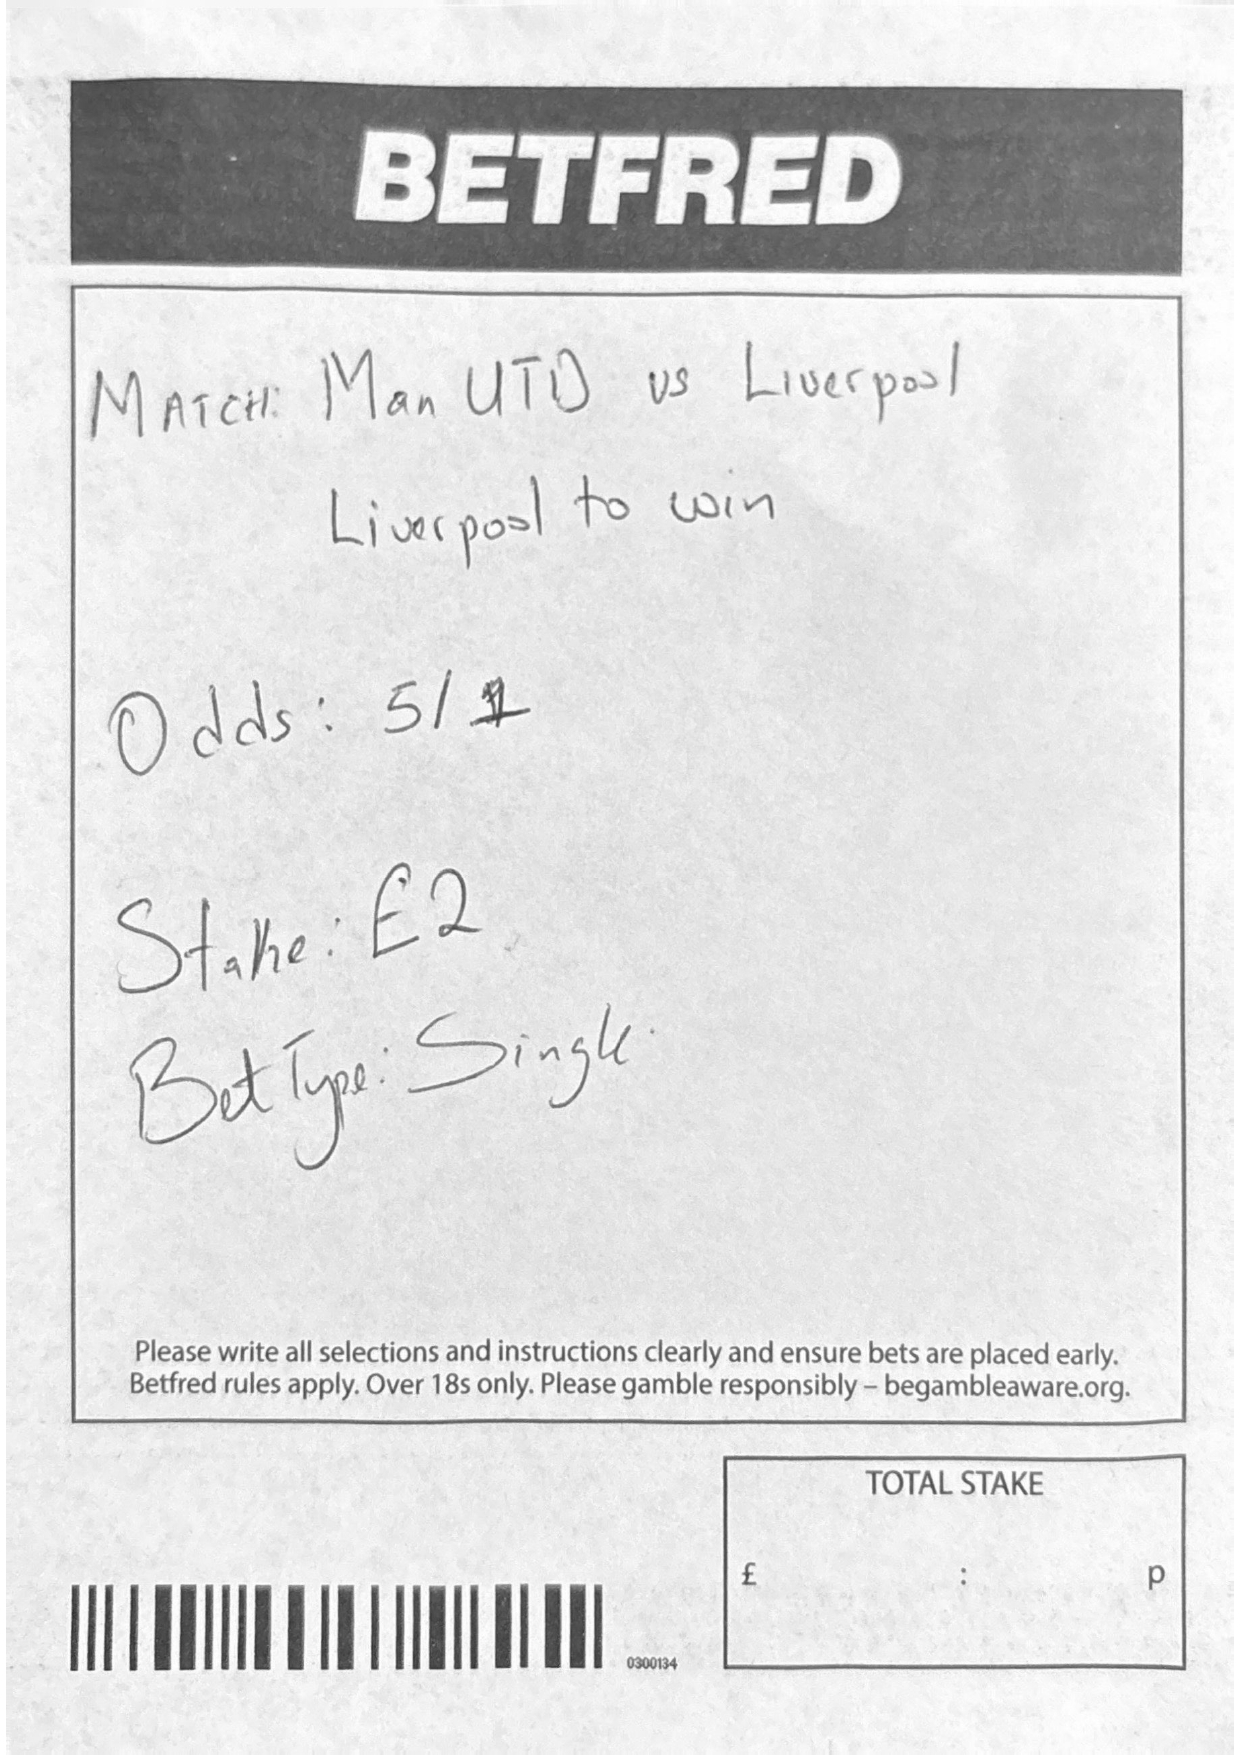 BETFRED
MATCH: Man UTD vs Liverpool
Liverpool to win
Odds: 5/1
Stake: £2
Bet Type: Single.
Please write all selections and instructions clearly and ensure bets are placed early.
Betfred rules apply. Over 18s only. Please gamble responsibly – begambleaware.org.
TOTAL STAKE
£ : p
0300134